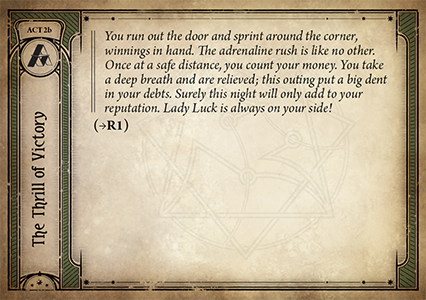 ACT 2b
The Thrill of Victory
You run out the door and sprint around the corner,
winnings in hand. The adrenaline rush is like no other.
Once at a safe distance, you count your money. You take
a deep breath and are relieved; this outing put a big dent
in your debts. Surely this night will only add to your
reputation. Lady Luck is always on your side!
(→R1)